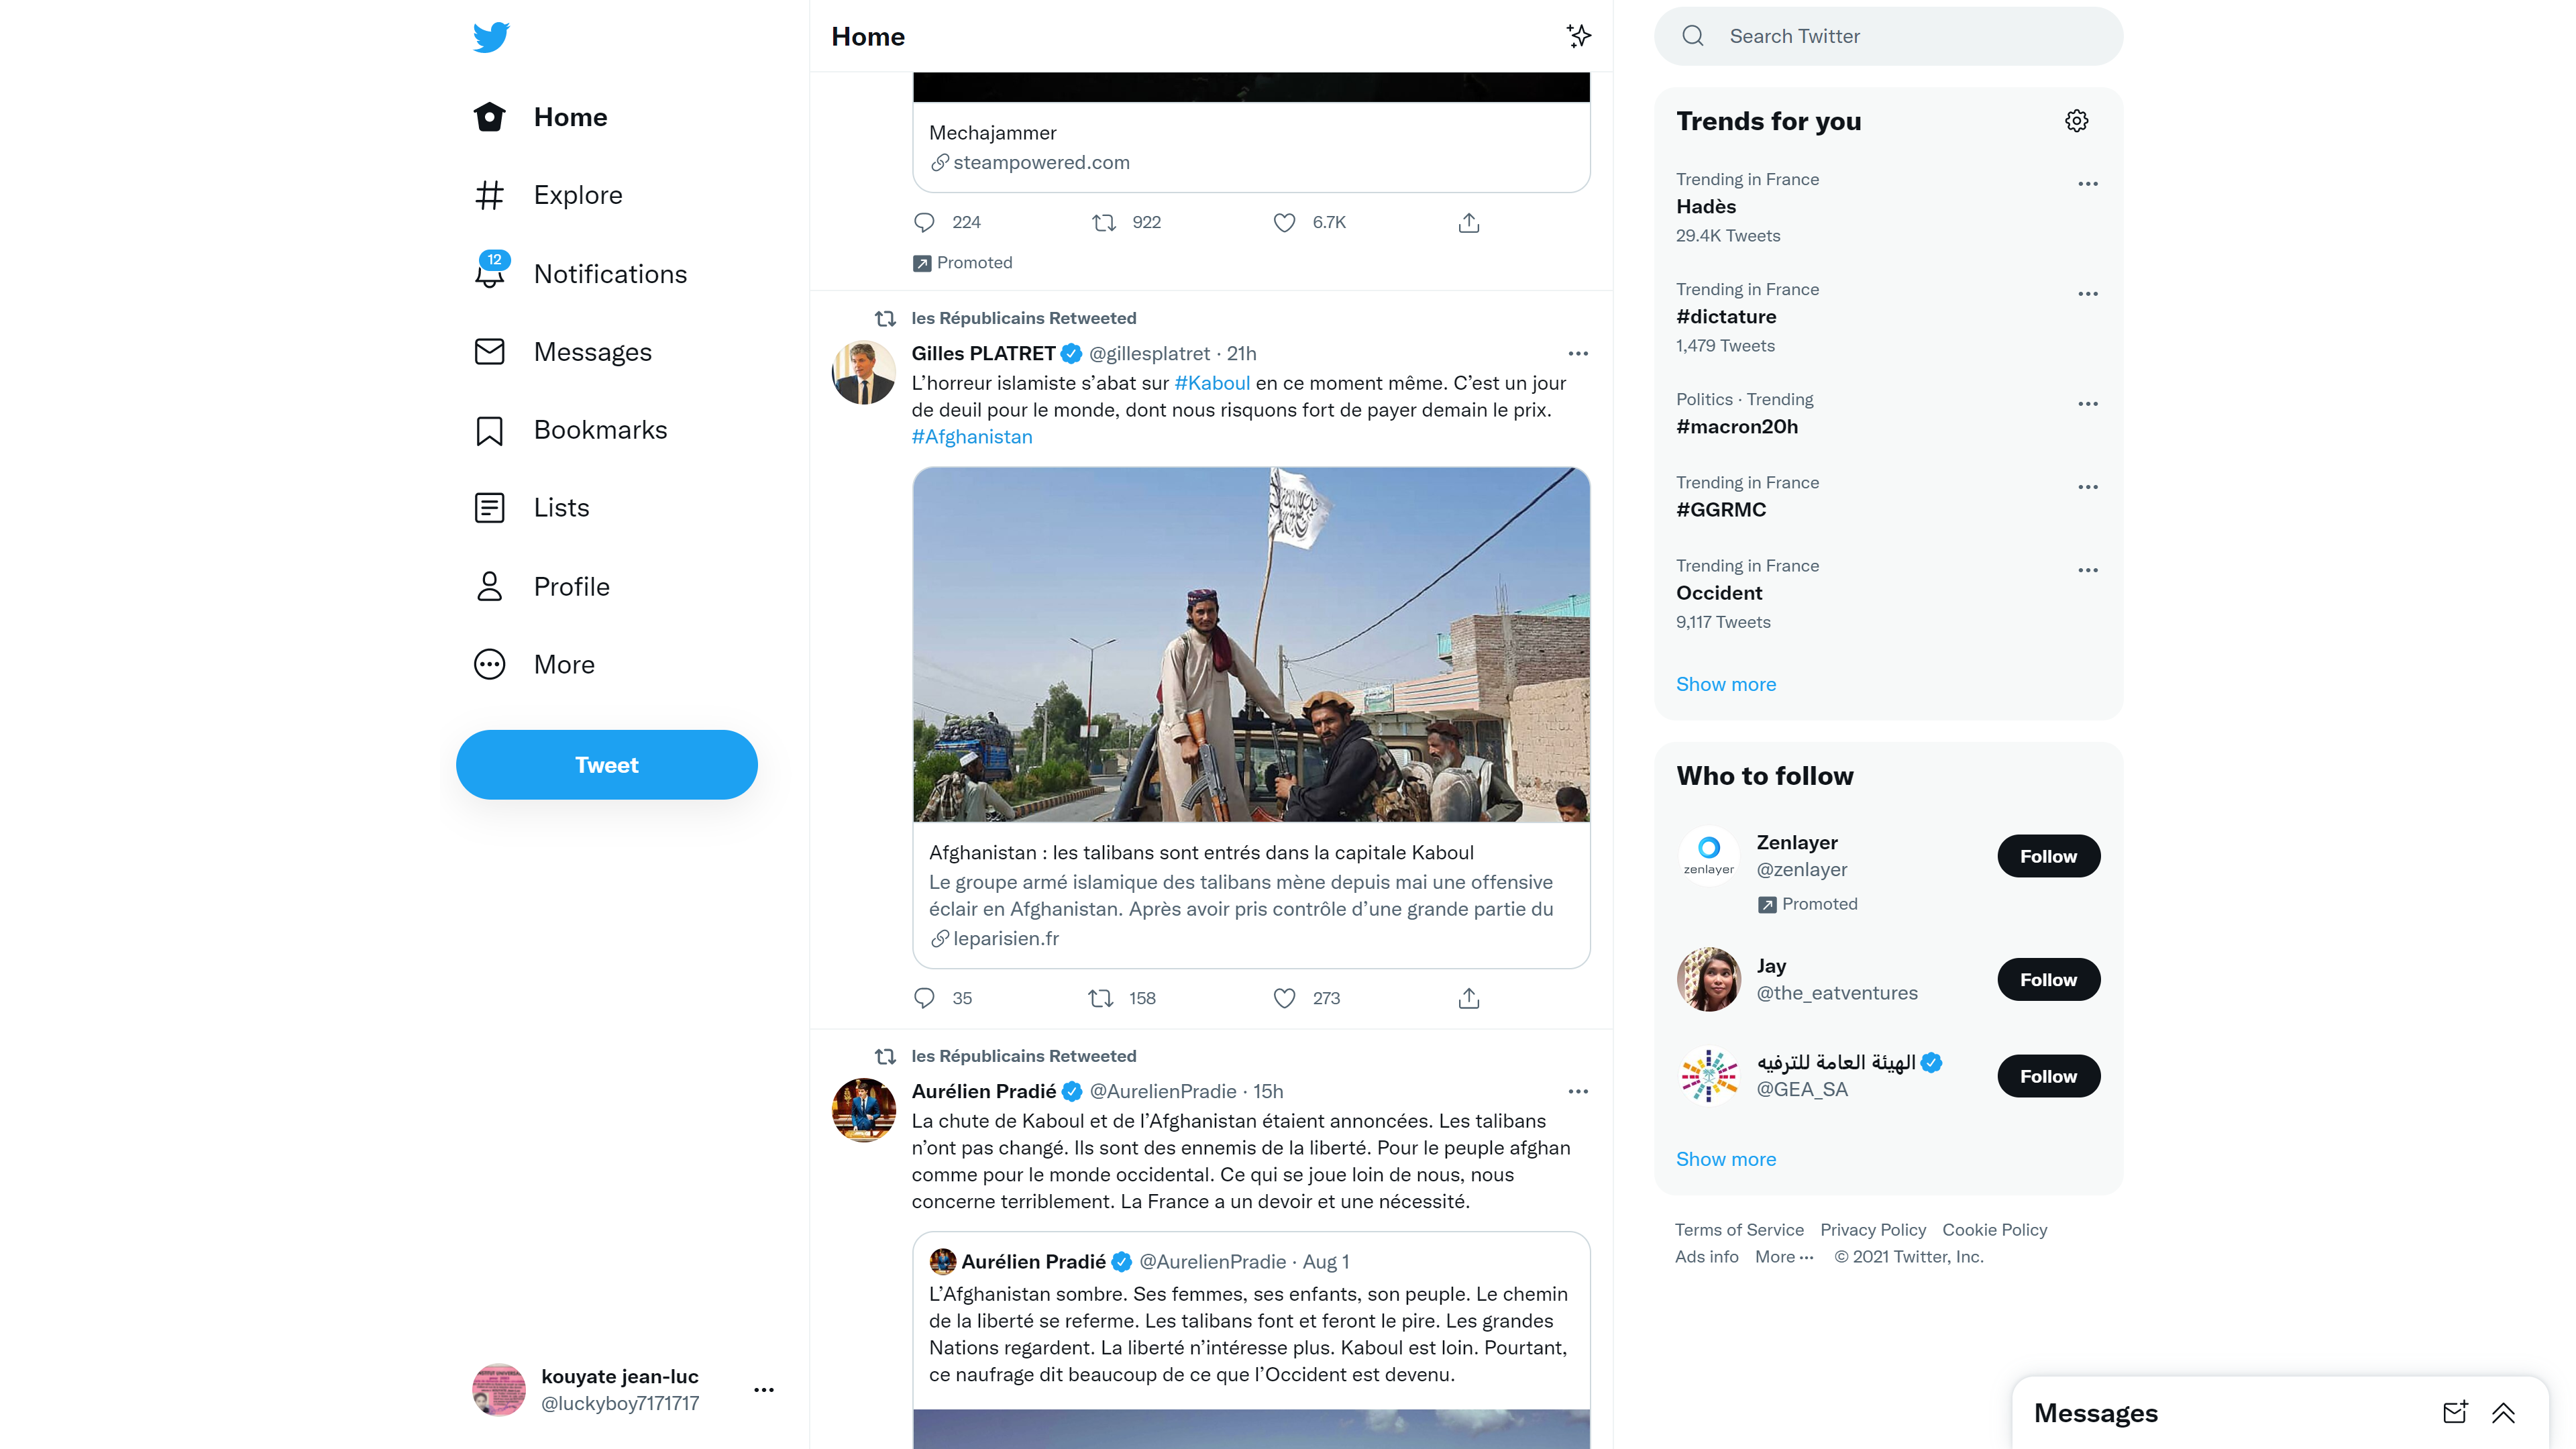 Home
Explore
12
Notifications
Messages
Bookmarks
Lists
Profile
More
Tweet
kouyate jean-luc
@luckyboy7171717
Home
Mechajammer
steampowered.com
224 922 6.7K
Promoted
les Républicains Retweeted
Gilles PLATRET @gillesplatret · 21h
L’horreur islamiste s’abat sur #Kaboul en ce moment même. C’est un jour
de deuil pour le monde, dont nous risquons fort de payer demain le prix.
#Afghanistan
Afghanistan : les talibans sont entrés dans la capitale Kaboul
Le groupe armé islamique des talibans mène depuis mai une offensive
éclair en Afghanistan. Après avoir pris contrôle d’une grande partie du
leparisien.fr
35 158 273
les Républicains Retweeted
Aurélien Pradié @AurelienPradie · 15h
La chute de Kaboul et de l’Afghanistan étaient annoncées. Les talibans
n’ont pas changé. Ils sont des ennemis de la liberté. Pour le peuple afghan
comme pour le monde occidental. Ce qui se joue loin de nous, nous
concerne terriblement. La France a un devoir et une nécessité.
Aurélien Pradié @AurelienPradie · Aug 1
L’Afghanistan sombre. Ses femmes, ses enfants, son peuple. Le chemin
de la liberté se referme. Les talibans font et feront le pire. Les grandes
Nations regardent. La liberté n’intéresse plus. Kaboul est loin. Pourtant,
ce naufrage dit beaucoup de ce que l’Occident est devenu.
Search Twitter
Trends for you
Trending in France
Hadès
29.4K Tweets
Trending in France
#dictature
1,479 Tweets
Politics · Trending
#macron20h
Trending in France
#GGRMC
Trending in France
Occident
9,117 Tweets
Show more
Who to follow
zenlayer
Zenlayer
@zenlayer
Follow
Promoted
Jay
@the_eatventures
Follow
الهيئة العامة للترفيه
@GEA_SA
Follow
Show more
Terms of Service Privacy Policy Cookie Policy
Ads info More ··· © 2021 Twitter, Inc.
Messages